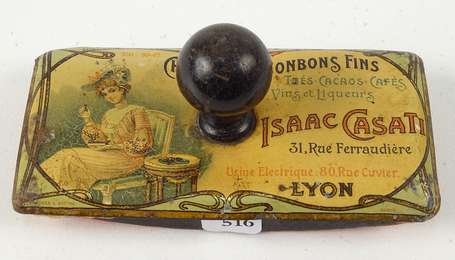 BONBONS FINS
THÉS-CACAOS-CAFÉS
Vins et Liqueurs
ISAAC CASATI
31, Rue Ferraudière
Usine Electrique: 80, Rue Cuvier.
LYON
516